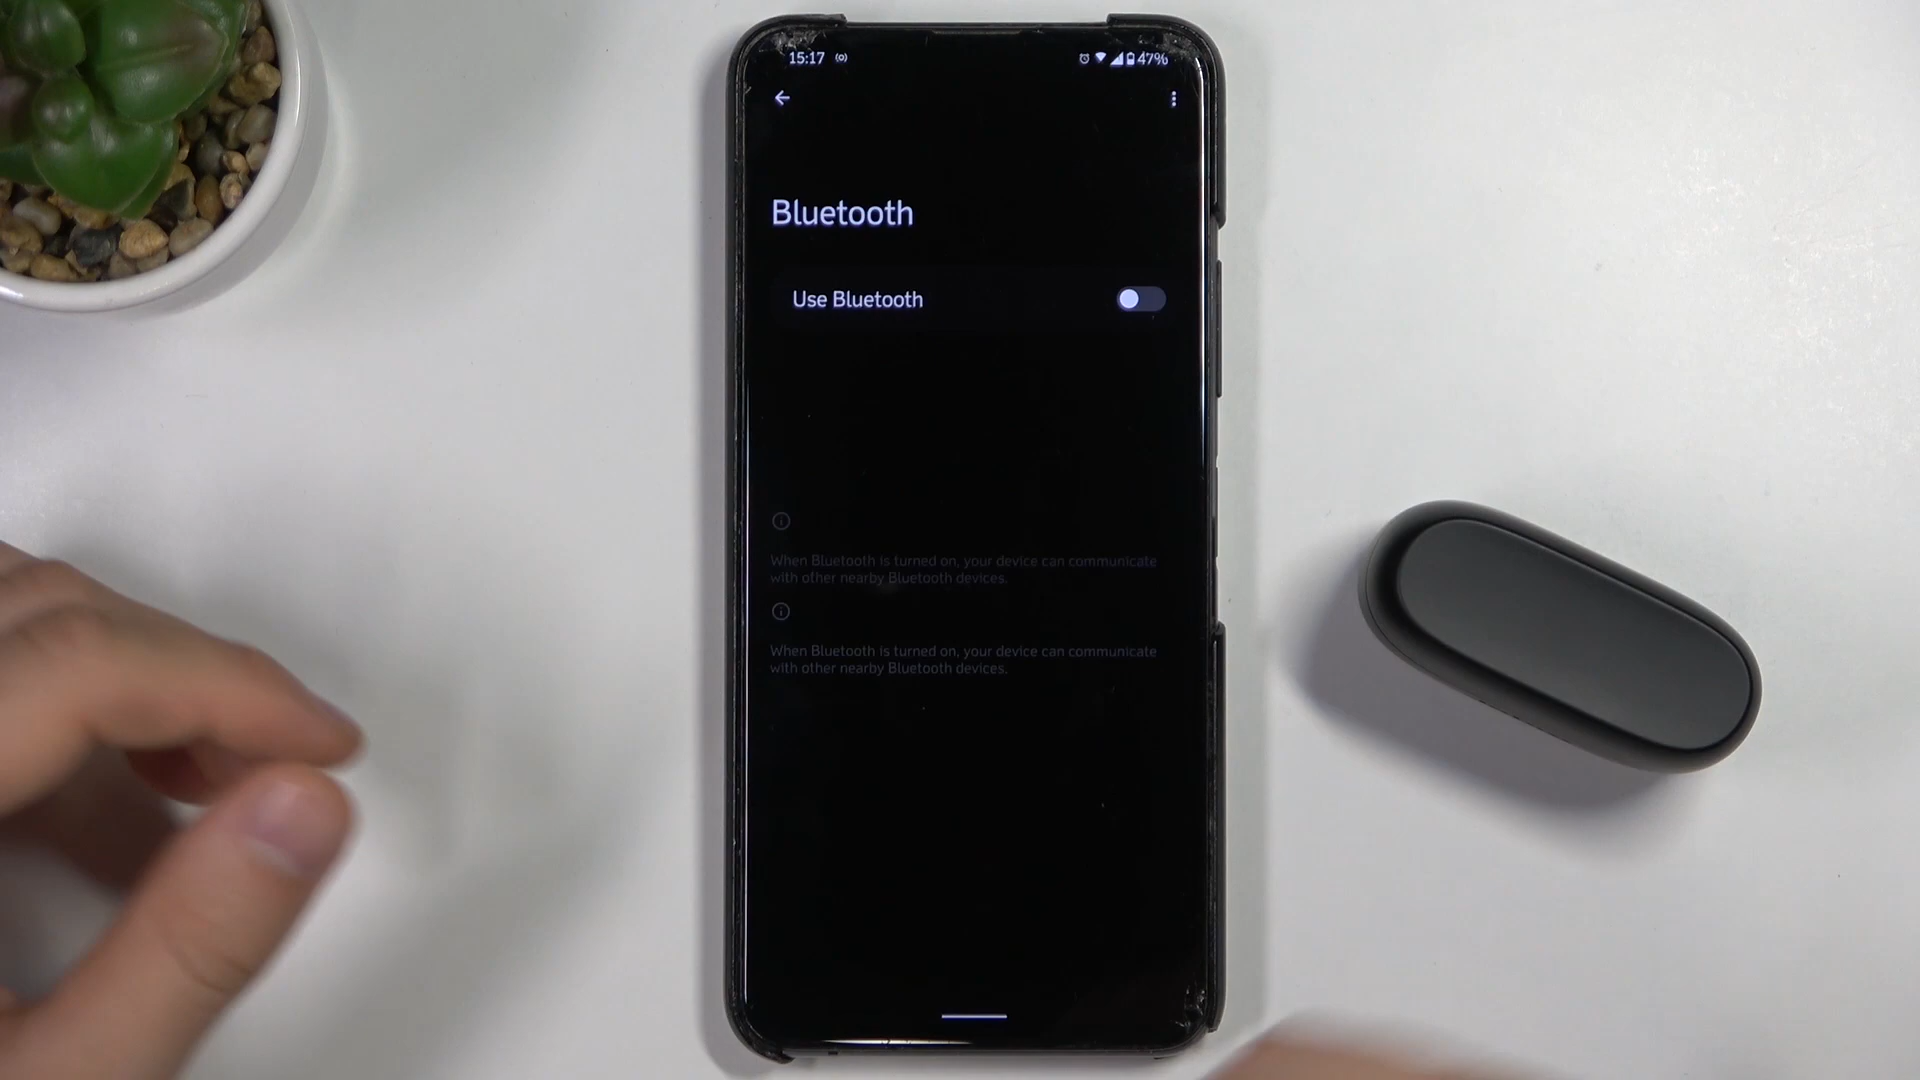 15:17 47%
Bluetooth
Use Bluetooth
When Bluetooth is turned on, your device can communicate
with other nearby Bluetooth devices.
When Bluetooth is turned on, your device can communicate
with other nearby Bluetooth devices.